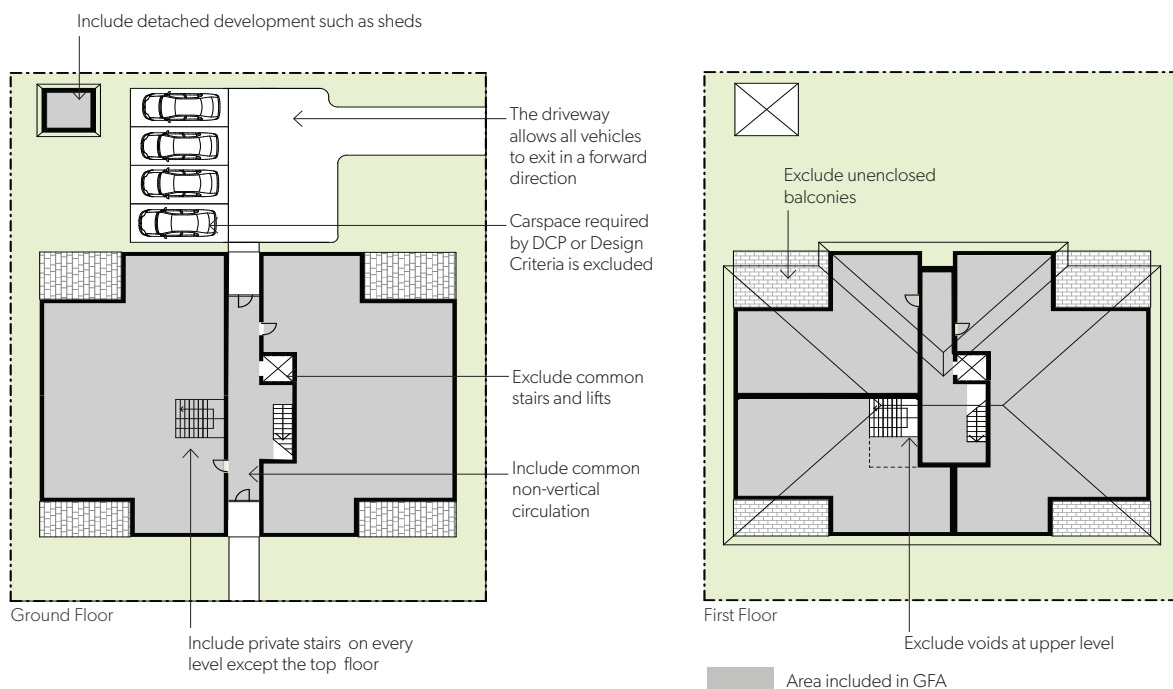 Include detached development such as sheds
The driveway
allows all vehicles
to exit in a forward
direction
Carspace required
by DCP or Design
Criteria is excluded
Exclude common
stairs and lifts
Include common
non-vertical
circulation
Ground Floor
Include private stairs on every
level except the top floor
Exclude unenclosed
balconies
First Floor
Exclude voids at upper level
Area included in GFA